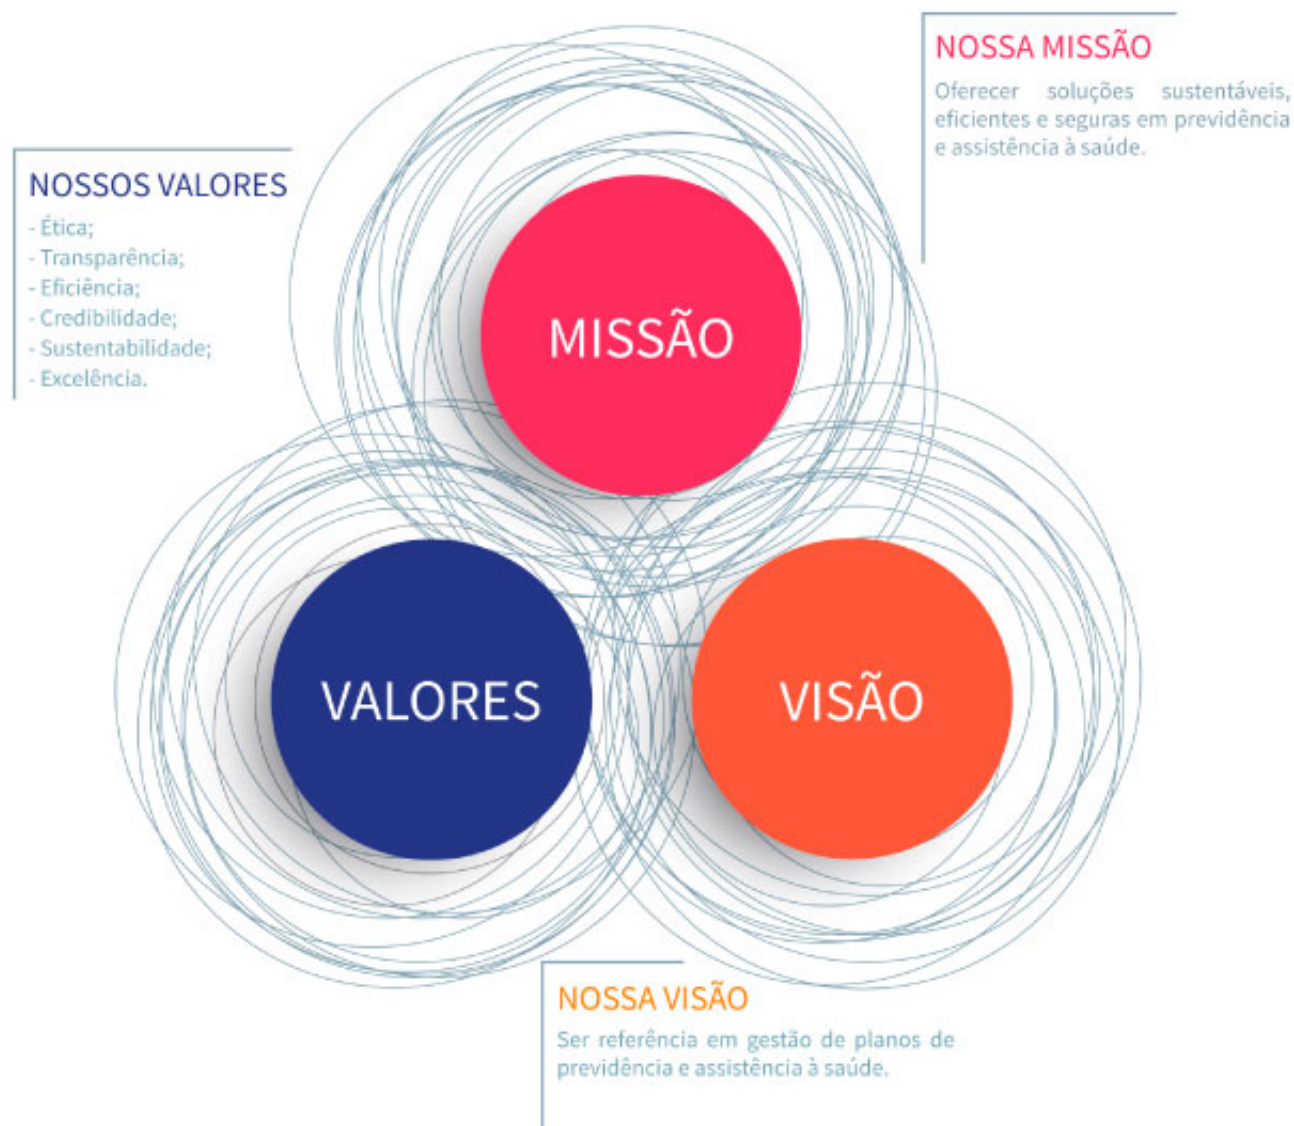 NOSSA MISSÃO
Oferecer soluções sustentáveis,
eficientes e seguras em previdência
e assistência à saúde.
NOSSOS VALORES
- Ética;
- Transparência;
- Eficiência;
- Credibilidade;
- Sustentabilidade;
- Excelência.
MISSÃO
VALORES
VISÃO
NOSSA VISÃO
Ser referência em gestão de planos de
previdência e assistência à saúde.